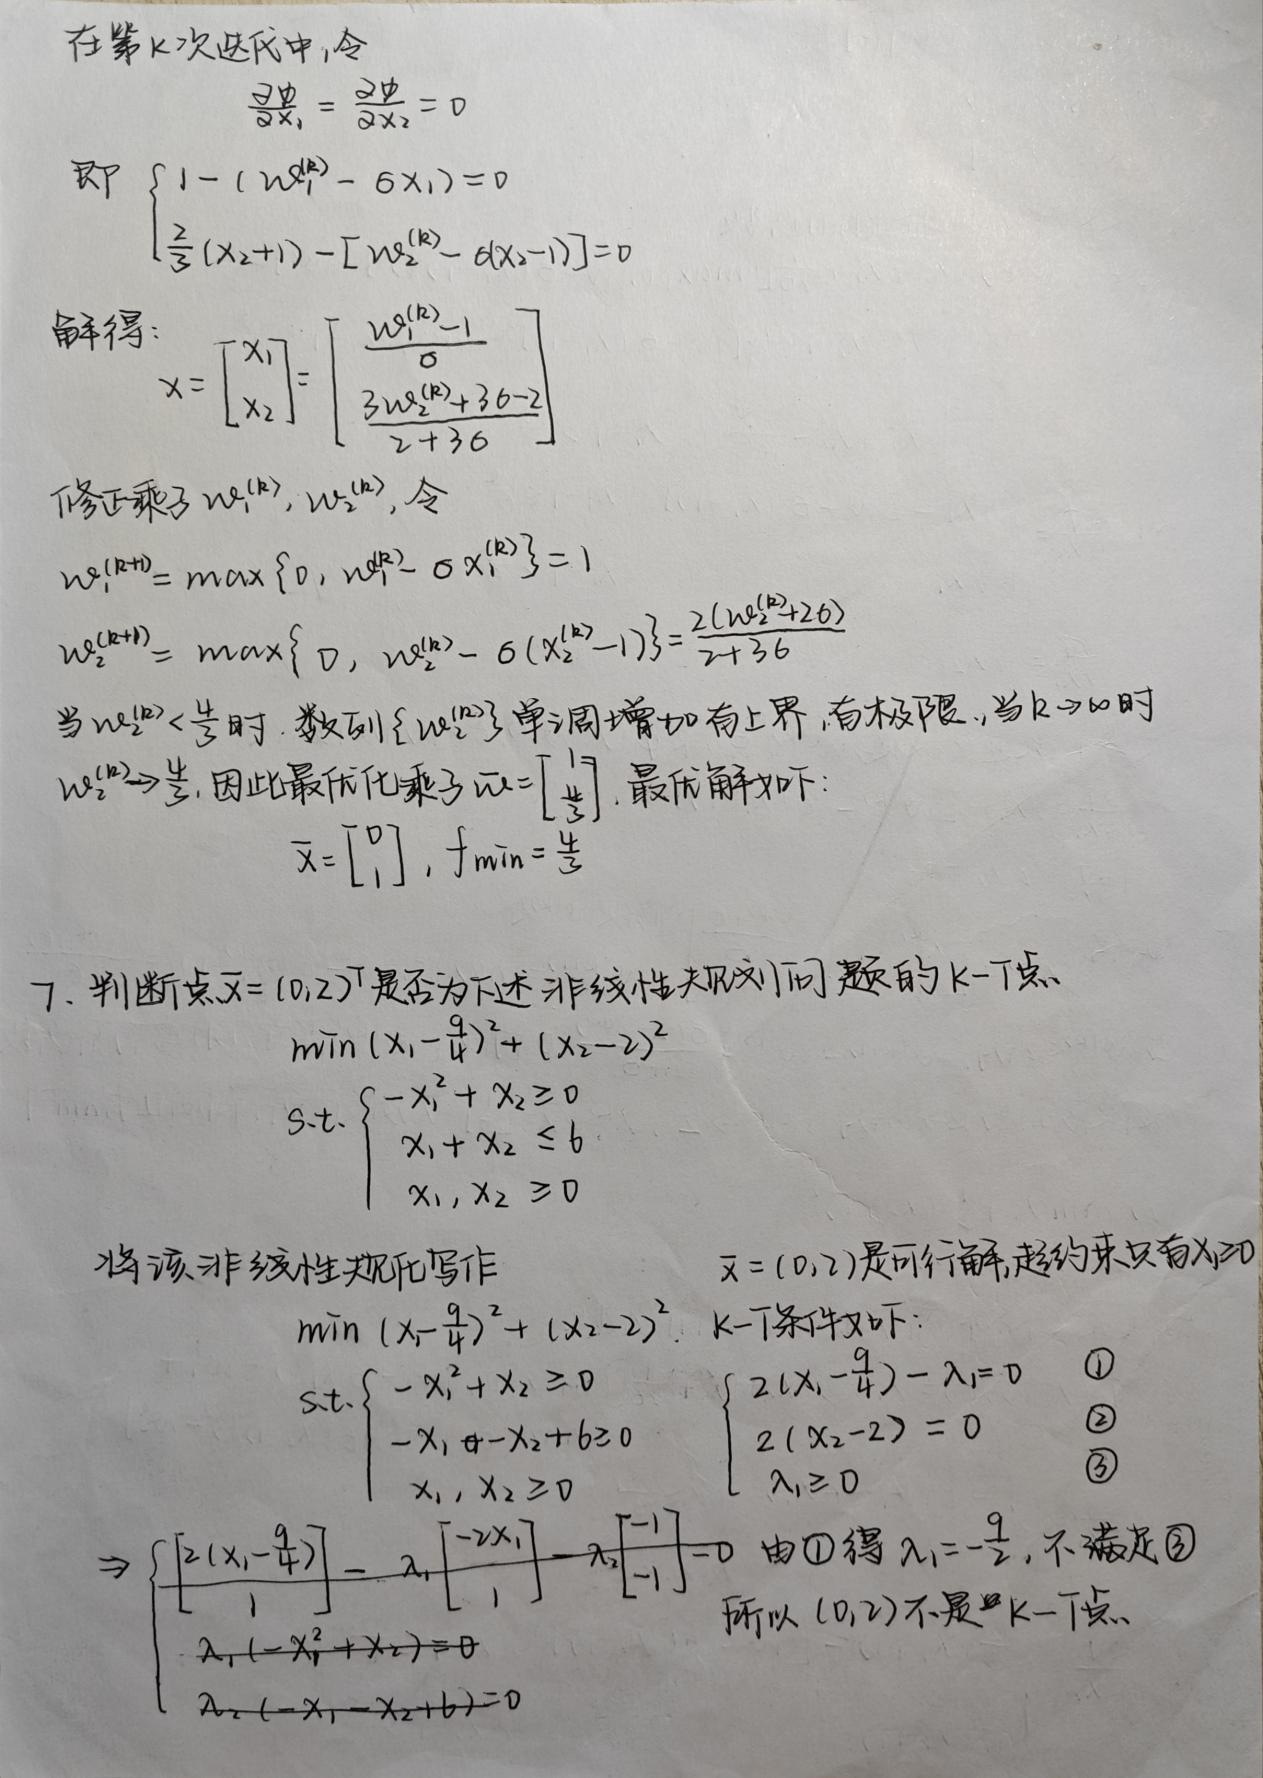 在第K次迭代中,令
∂φ/∂x₁ = ∂φ/∂x₂ = 0
即 { 1-(w₁^(k) - σx₁)=0
2/3(x₂+1)-[w₂^(k) - σ(x₂-1)]=0
解得:
x = [x₁ x₂] = [(w₁^(k)-1)/σ (3w₂^(k)+3σ-2)/(2+3σ)]
修正乘子 w₁^(k), w₂^(k), 令
w₁^(k+1) = max{0, w₁^(k) - σx₁^(k)} = 1
w₂^(k+1) = max{0, w₂^(k) - σ(x₂^(k)-1)} = 2(w₂^(k)+2σ)/(2+3σ)
当w₂^(k) < 4/3时.数列{w₂^(k)}单调增加有上界,有极限,当k→∞时
w₂^(k)→4/3,因此最优化乘子w̄=[1 4/3].最优解如下:
x̄=[0 1], fmin=4/3
7、判断点x̄=(0,2)ᵀ是否为下述非线性规划问题的K-T点、
min (x₁-9/4)²+(x₂-2)²
s.t. { -x₁²+x₂≥0
x₁+x₂≤6
x₁,x₂≥0
将该非线性规化写作
min (x₁-9/4)²+(x₂-2)².
s.t. { -x₁²+x₂≥0
-x₁-x₂+6≥0
x₁,x₂≥0
⇒ { [2(x₁-9/4) 1] - λ₁[-2x₁ 1] - λ₂[-1 -1]=0
λ₁(-x₁²+x₂)=0
λ₂(-x₁-x₂+6)=0
x̄=(0,2)是可行解,起约束只有x₁≥0
K-T条件如下:
{ 2(x₁-9/4)-λ₁=0 ①
2(x₂-2)=0 ②
λ₁≥0 ③
由①得 λ₁=-9/2, 不满足③
所以(0,2)不是K-T点、